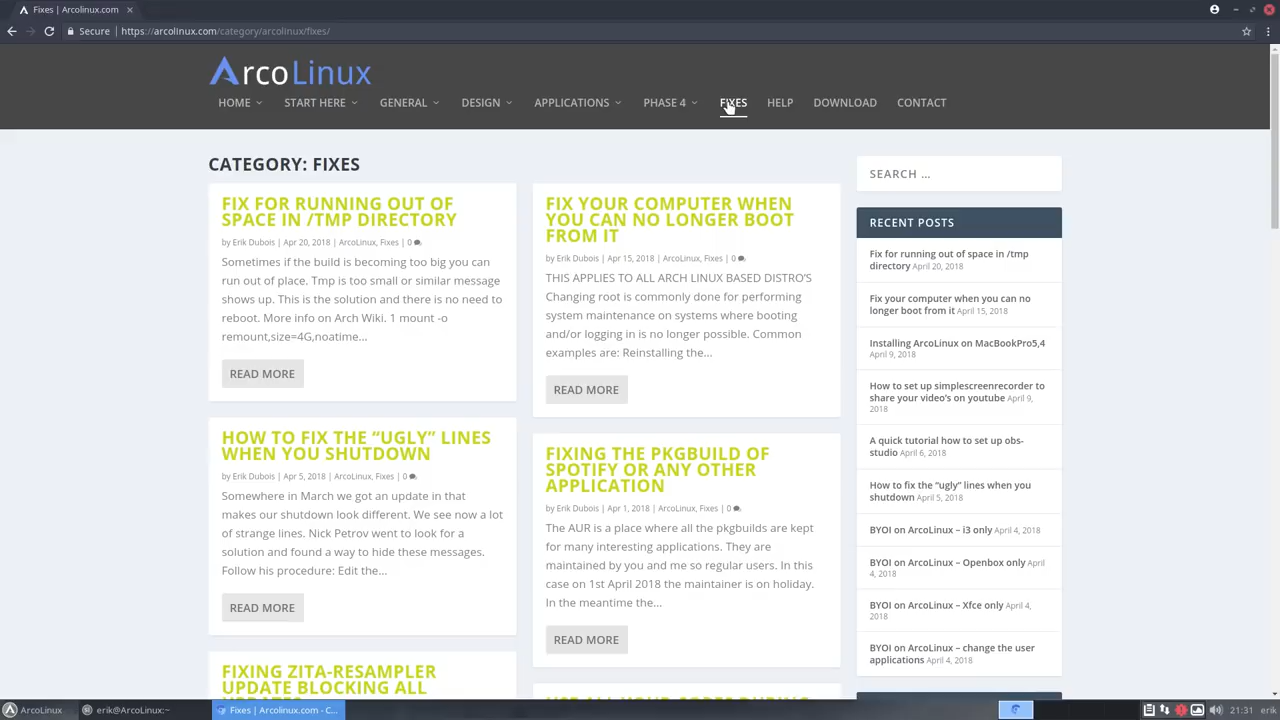 Fixes | Arcolinux.com
Secure
https://arcolinux.com/category/arcolinux/fixes/
ArcoLinux
HOME
START HERE
GENERAL
DESIGN
APPLICATIONS
PHASE 4
FIXES
HELP
DOWNLOAD
CONTACT
CATEGORY: FIXES
FIX FOR RUNNING OUT OF
SPACE IN /TMP DIRECTORY
by Erik Dubois | Apr 20, 2018 | ArcoLinux, Fixes | 0
Sometimes if the build is becoming too big you can
run out of place. Tmp is too small or similar message
shows up. This is the solution and there is no need to
reboot. More info on Arch Wiki. 1 mount -o
remount,size=4G,noatime...
READ MORE
FIX YOUR COMPUTER WHEN
YOU CAN NO LONGER BOOT
FROM IT
by Erik Dubois | Apr 15, 2018 | ArcoLinux, Fixes | 0
THIS APPLIES TO ALL ARCH LINUX BASED DISTRO'S
Changing root is commonly done for performing
system maintenance on systems where booting
and/or logging in is no longer possible. Common
examples are: Reinstalling the...
READ MORE
HOW TO FIX THE “UGLY” LINES
WHEN YOU SHUTDOWN
by Erik Dubois | Apr 5, 2018 | ArcoLinux, Fixes | 0
Somewhere in March we got an update in that
makes our shutdown look different. We see now a lot
of strange lines. Nick Petrov went to look for a
solution and found a way to hide these messages.
Follow his procedure: Edit the...
READ MORE
FIXING THE PKGBUILD OF
SPOTIFY OR ANY OTHER
APPLICATION
by Erik Dubois | Apr 1, 2018 | ArcoLinux, Fixes | 0
The AUR is a place where all the pkgbuilds are kept
for many interesting applications. They are
maintained by you and me so regular users. In this
case on 1st April 2018 the maintainer is on holiday.
In the meantime the...
READ MORE
FIXING ZITA-RESAMPLER
UPDATE BLOCKING ALL
SEARCH ...
RECENT POSTS
Fix for running out of space in /tmp
directory April 20, 2018
Fix your computer when you can no
longer boot from it April 15, 2018
Installing ArcoLinux on MacBookPro5,4
April 9, 2018
How to set up simplescreenrecorder to
share your video's on youtube April 9,
2018
A quick tutorial how to set up obs-
studio April 6, 2018
How to fix the “ugly” lines when you
shutdown April 5, 2018
BYOI on ArcoLinux – i3 only April 4, 2018
BYOI on ArcoLinux – Openbox only April
4, 2018
BYOI on ArcoLinux – Xfce only April 4,
2018
BYOI on ArcoLinux – change the user
applications April 4, 2018
ArcoLinux
erik@ArcoLinux:~
Fixes | Arcolinux.com - C...
21:31
erik